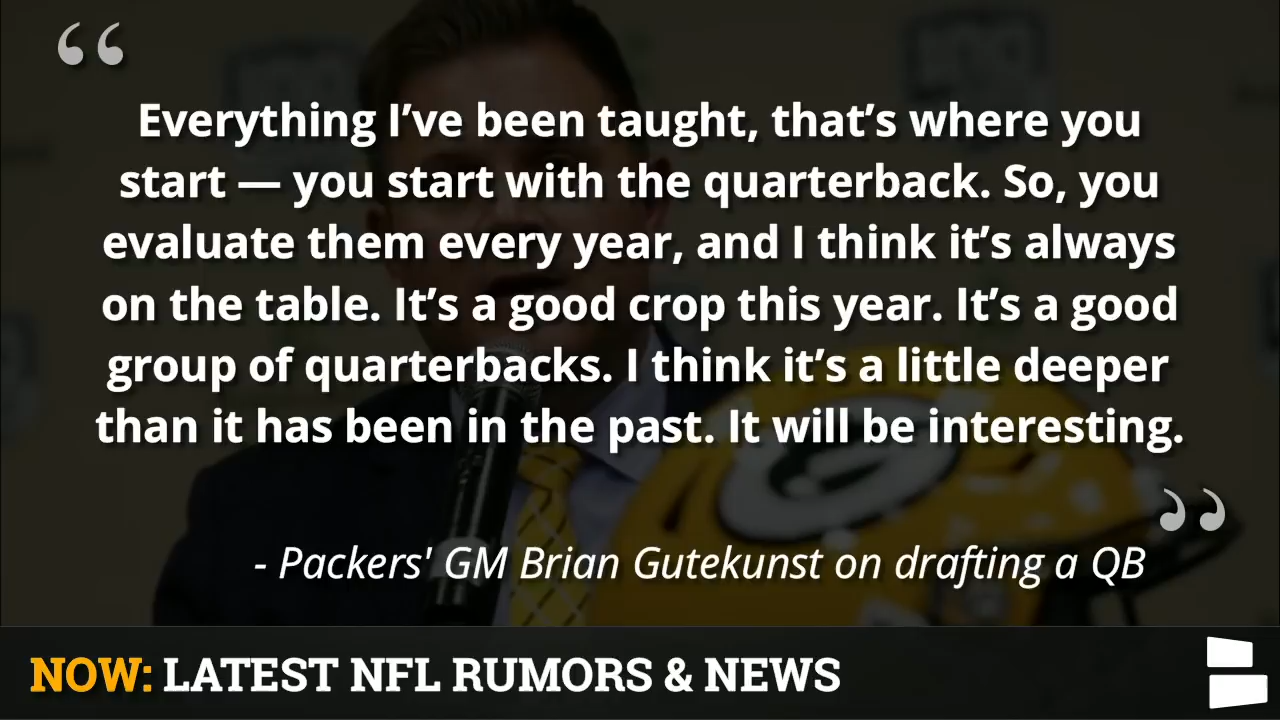 “
Everything I’ve been taught, that’s where you
start — you start with the quarterback. So, you
evaluate them every year, and I think it’s always
on the table. It’s a good crop this year. It’s a good
group of quarterbacks. I think it’s a little deeper
than it has been in the past. It will be interesting.
”
- Packers' GM Brian Gutekunst on drafting a QB
NOW: LATEST NFL RUMORS & NEWS